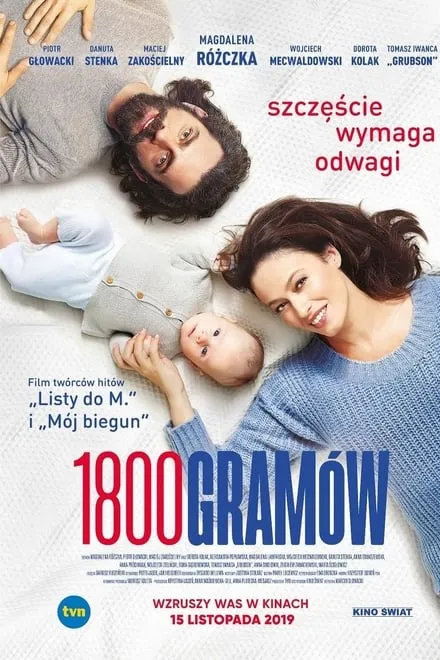 PIOTR GŁOWACKI
DANUTA STENKA
MACIEJ ZAKOŚCIELNY
MAGDALENA RÓŻCZKA
WOJCIECH MECWALDOWSKI
DOROTA KOLAK
TOMASZ IWANCA „GRUBSON”
szczęście
wymaga
odwagi
Film twórców hitów
„Listy do M.”
i „Mój biegun”
1800GRAMÓW
tvn
WZRUSZY WAS W KINACH
15 LISTOPADA 2019
KINO ŚWIAT